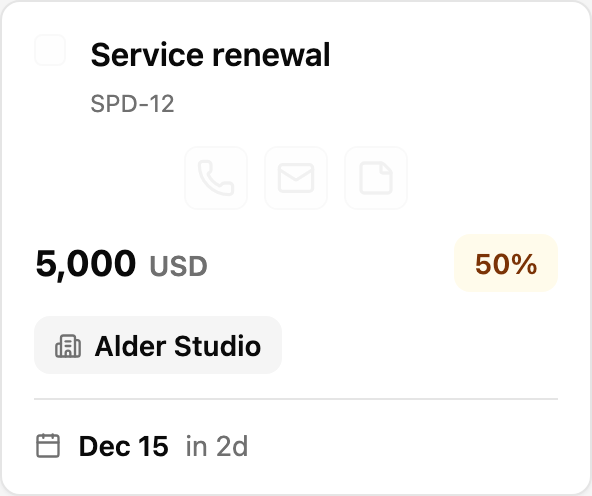 Service renewal
SPD-12
5,000 USD
50%
Alder Studio
Dec 15 in 2d